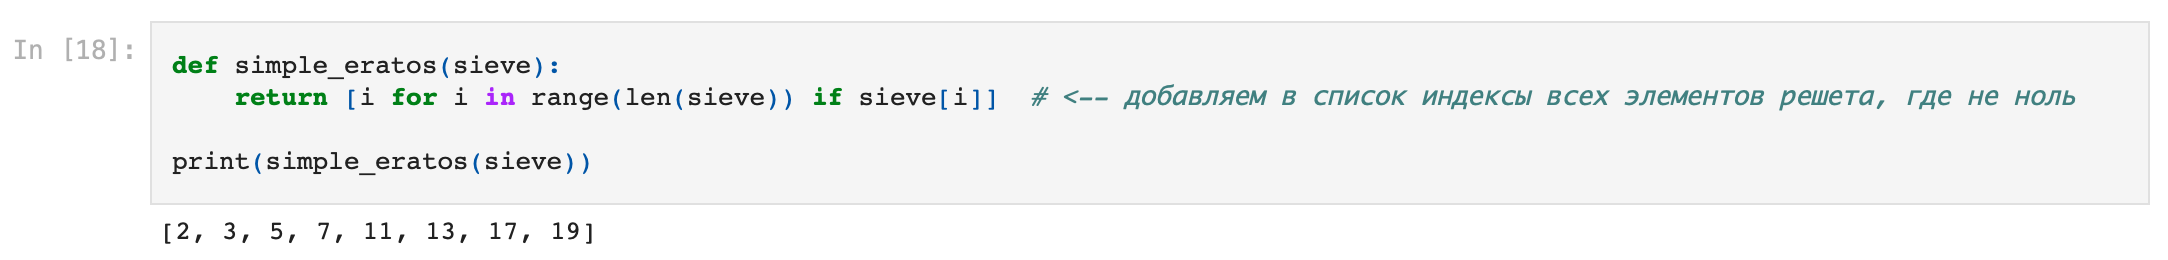 In [18]:
def simple_eratos(sieve):
    return [i for i in range(len(sieve)) if sieve[i]]  # <-- добавляем в список индексы всех элементов решета, где не ноль
print(simple_eratos(sieve))
[2, 3, 5, 7, 11, 13, 17, 19]